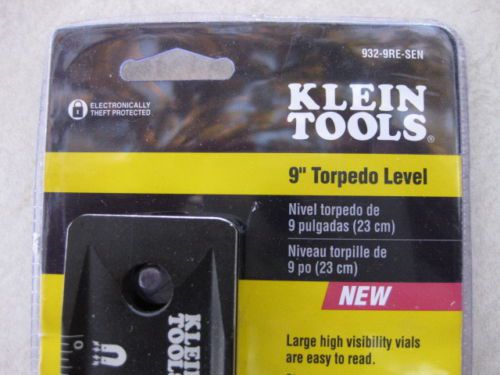 932-9RE-SEN
ELECTRONICALLY
THEFT PROTECTED
KLEIN
TOOLS®
9" Torpedo Level
Nivel torpedo de
9 pulgadas (23 cm)
Niveau torpille de
9 po (23 cm)
NEW
Large high visibility vials
are easy to read.
KLEIN
TOOLS
0